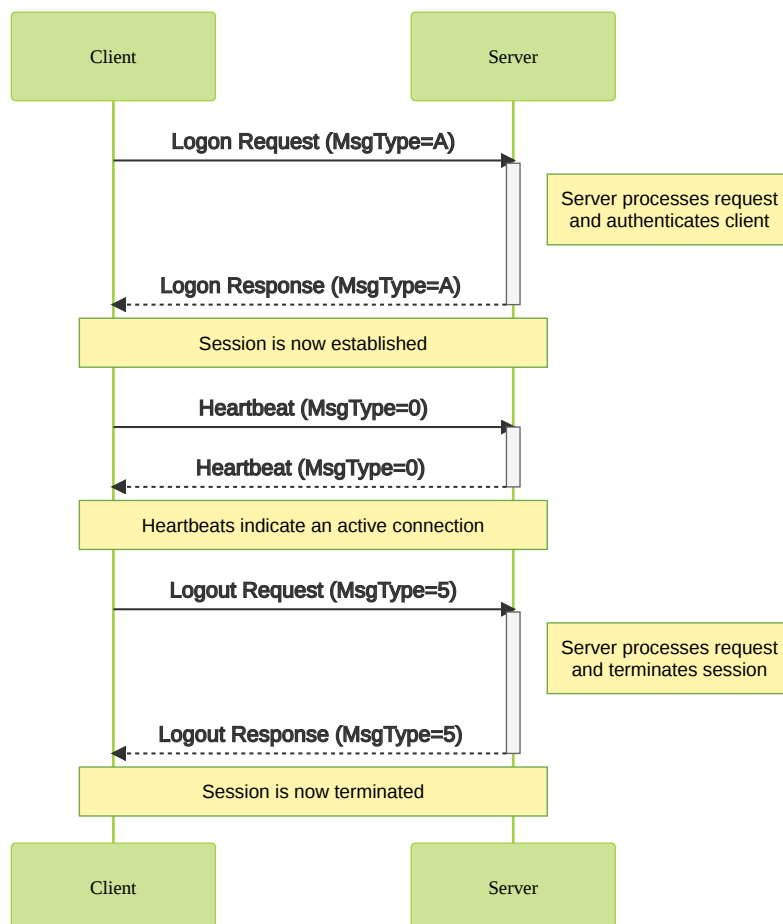 Client
Server
Logon Request (MsgType=A)
Server processes request
and authenticates client
Logon Response (MsgType=A)
Session is now established
Heartbeat (MsgType=0)
Heartbeat (MsgType=0)
Heartbeats indicate an active connection
Logout Request (MsgType=5)
Server processes request
and terminates session
Logout Response (MsgType=5)
Session is now terminated
Client
Server